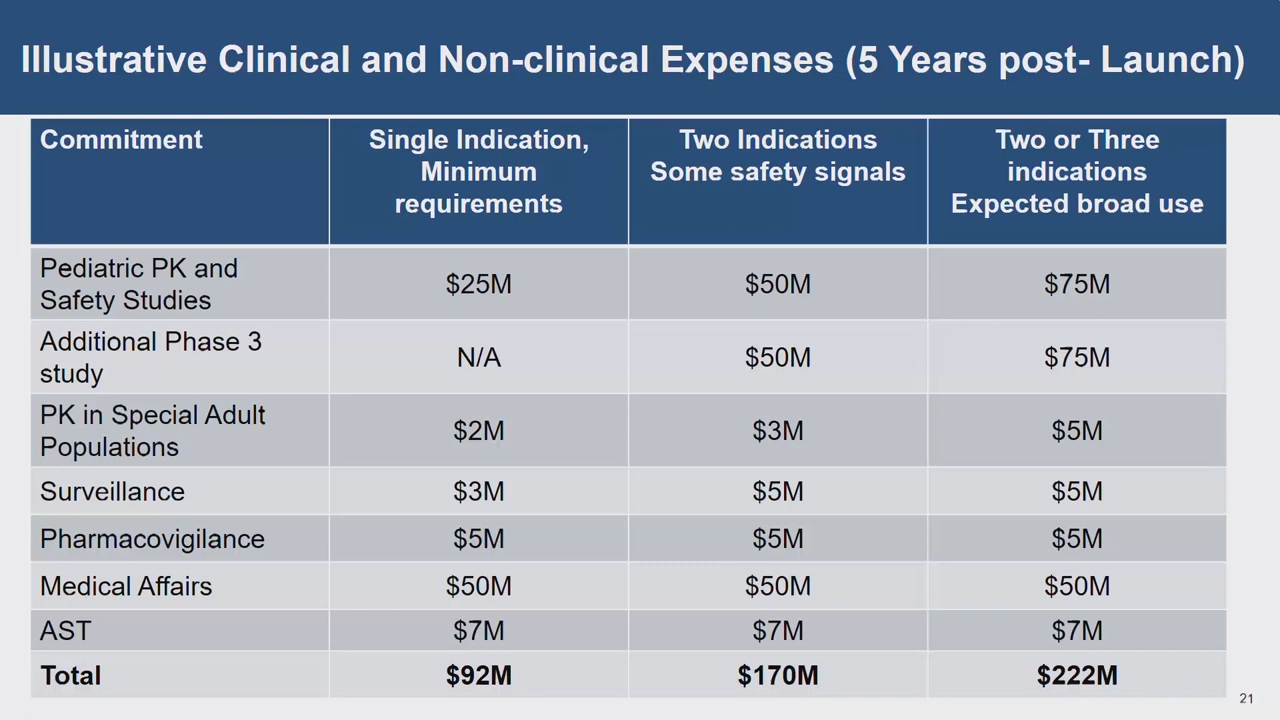 Illustrative Clinical and Non-clinical Expenses (5 Years post- Launch)
Commitment
Single Indication,
Minimum
requirements
Two Indications
Some safety signals
Two or Three
indications
Expected broad use
Pediatric PK and
Safety Studies
$25M
$50M
$75M
Additional Phase 3
study
N/A
$50M
$75M
PK in Special Adult
Populations
$2M
$3M
$5M
Surveillance
$3M
$5M
$5M
Pharmacovigilance
$5M
$5M
$5M
Medical Affairs
$50M
$50M
$50M
AST
$7M
$7M
$7M
Total
$92M
$170M
$222M
21